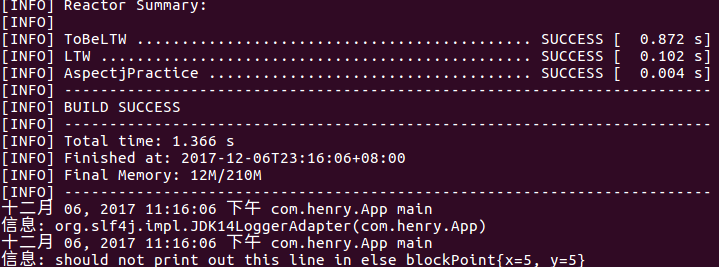 [INFO] Reactor Summary:
[INFO]
[INFO] ToBeLTW ............................................ SUCCESS [  0.872 s]
[INFO] LTW ................................................ SUCCESS [  0.102 s]
[INFO] AspectjPractice .................................... SUCCESS [  0.004 s]
[INFO] ------------------------------------------------------------------------
[INFO] BUILD SUCCESS
[INFO] ------------------------------------------------------------------------
[INFO] Total time: 1.366 s
[INFO] Finished at: 2017-12-06T23:16:06+08:00
[INFO] Final Memory: 12M/210M
[INFO] ------------------------------------------------------------------------
十二月 06, 2017 11:16:06 下午 com.henry.App main
信息: org.slf4j.impl.JDK14LoggerAdapter(com.henry.App)
十二月 06, 2017 11:16:06 下午 com.henry.App main
信息: should not print out this line in else blockPoint{x=5, y=5}